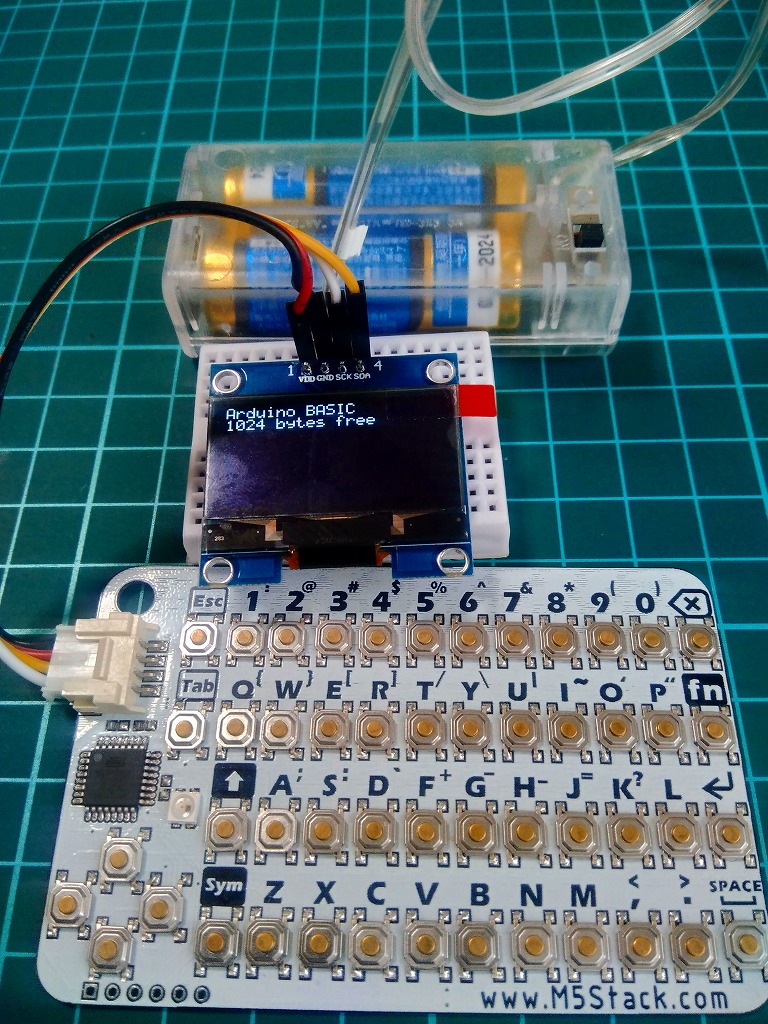 2024
1 4
VDD GND SCK SDA
Arduino BASIC
1024 bytes free
Esc 1 : 2 @ 3 # 4 $ 5 % 6 ^ 7 & 8 * 9 ( 0 )
Tab Q { W } E [ R ] T / Y \ U | I ~ O ' P " fn
A ; S : D ` F + G - H - J = K ? L
Sym Z X C V B N M , < . > SPACE
www.M5Stack.com